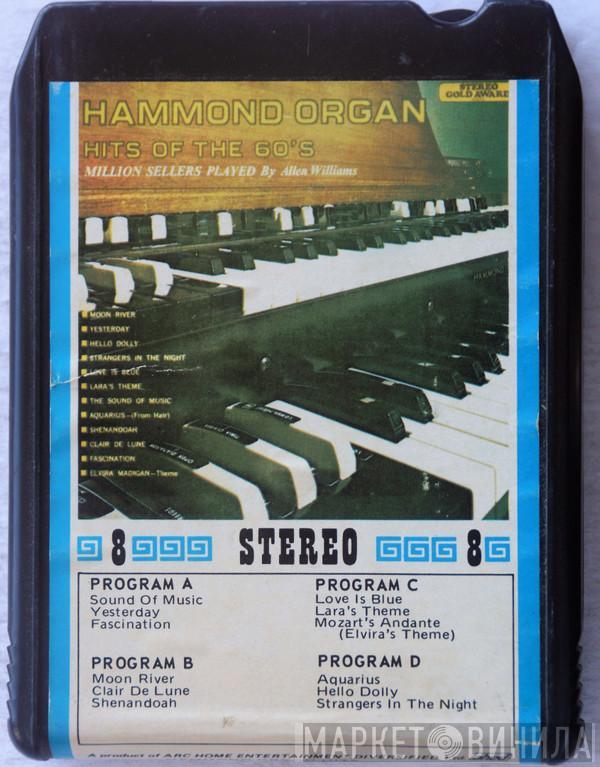 STEREO
GOLD AWARD
HAMMOND ORGAN
HITS OF THE 60'S
MILLION SELLERS PLAYED By Allen Williams
HAMMOND
MOON RIVER
YESTERDAY
HELLO DOLLY
STRANGERS IN THE NIGHT
LOVE IS BLUE
LARA'S THEME
THE SOUND OF MUSIC
AQUARIUS-(From Hair)
SHENANDOAH
CLAIR DE LUNE
FASCINATION
ELVIRA MADIGAN-Theme
8 STEREO 8
PROGRAM A
Sound Of Music
Yesterday
Fascination
PROGRAM B
Moon River
Clair De Lune
Shenandoah
PROGRAM C
Love Is Blue
Lara's Theme
Mozart's Andante
(Elvira's Theme)
PROGRAM D
Aquarius
Hello Dolly
Strangers In The Night
A product of ARC HOME ENTERTAINMENT DIVERSIFIED
МАРКЕТ ВИНИЛА